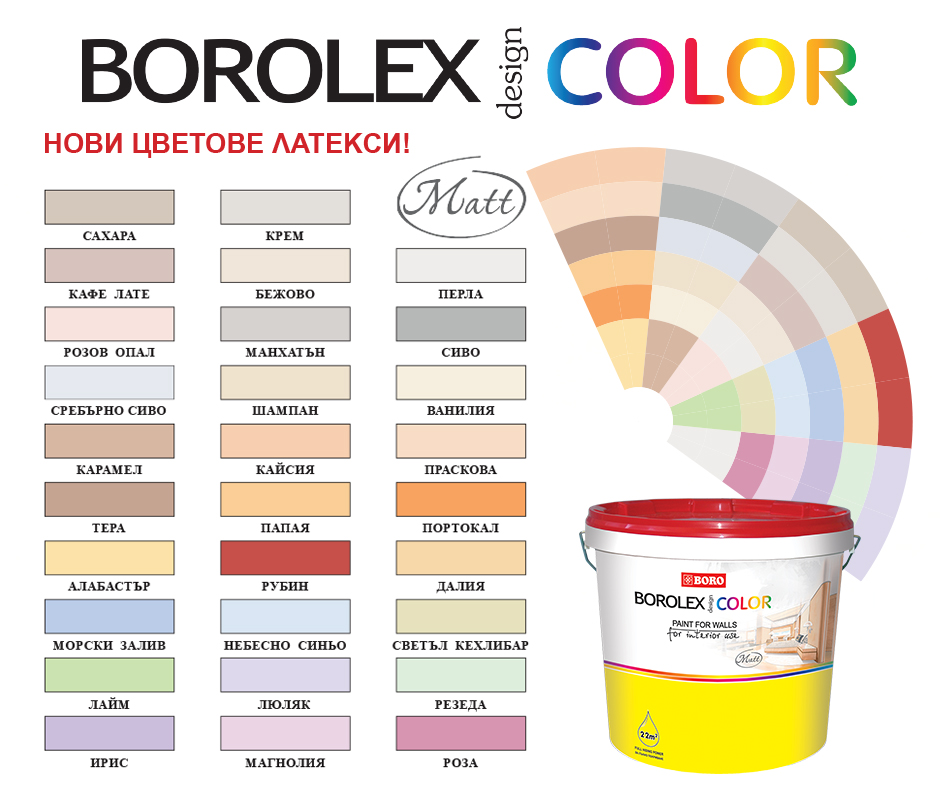 BOROLEX design COLOR
НОВИ ЦВЕТОВЕ ЛАТЕКСИ!
Matt
САХАРА
КРЕМ
КАФЕ ЛАТЕ
БЕЖОВО
ПЕРЛА
РОЗОВ ОПАЛ
МАНХАТЪН
СИВО
СРЕБЪРНО СИВО
ШАМПАН
ВАНИЛИЯ
КАРАМЕЛ
КАЙСИЯ
ПРАСКОВА
ТЕРА
ПАПАЯ
ПОРТОКАЛ
АЛАБАСТЪР
РУБИН
ДАЛИЯ
МОРСКИ ЗАЛИВ
НЕБЕСНО СИНЬО
СВЕТЪЛ КЕХЛИБАР
ЛАЙМ
ЛЮЛЯК
РЕЗЕДА
ИРИС
МАГНОЛИЯ
РОЗА
BORO
BOROLEX design COLOR
PAINT FOR WALLS
for interior use
Matt
22m²